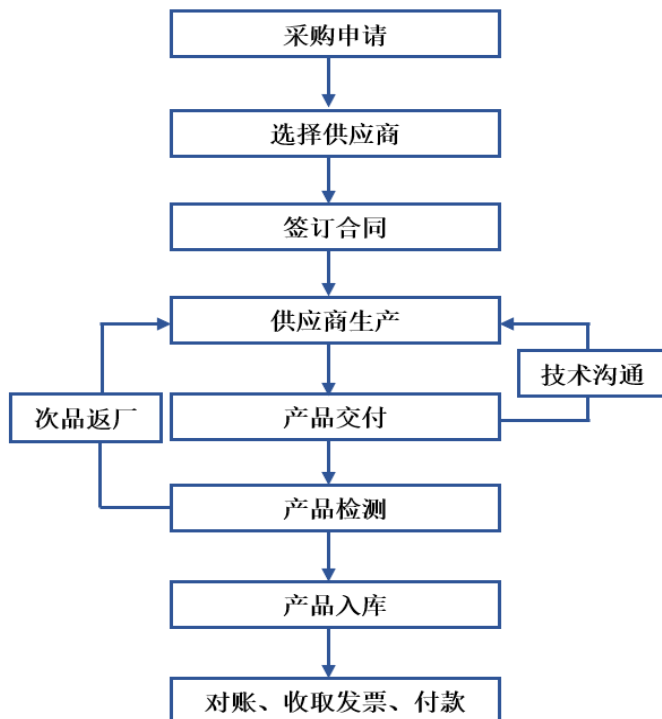 采购申请
选择供应商
签订合同
供应商生产
技术沟通
次品返厂
产品交付
产品检测
产品入库
对账、收取发票、付款